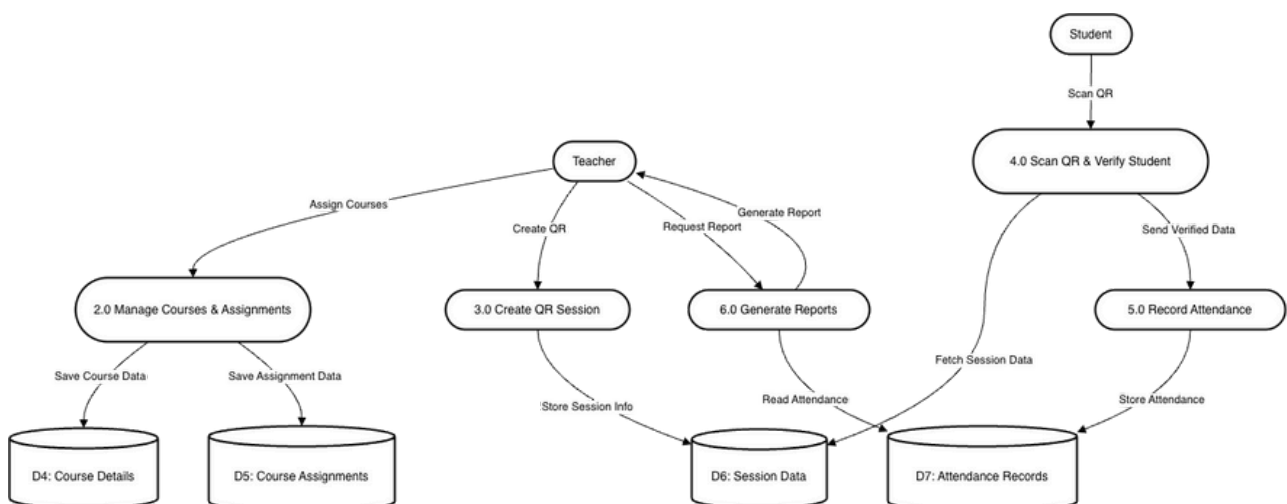 Student
Scan QR
Teacher
4.0 Scan QR & Verify Student
Assign Courses
Generate Report
Create QR
Request Report
Send Verified Data
2.0 Manage Courses & Assignments
3.0 Create QR Session
6.0 Generate Reports
5.0 Record Attendance
Fetch Session Data
Save Course Data
Save Assignment Data
Store Session Info
Read Attendance
Store Attendance
D4: Course Details
D5: Course Assignments
D6: Session Data
D7: Attendance Records